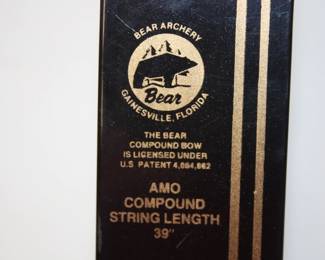 BEAR ARCHERY
Bear
GAINESVILLE, FLORIDA
THE BEAR
COMPOUND BOW
IS LICENSED UNDER
U.S PATENT 4,064,862
AMO
COMPOUND
STRING LENGTH
39"